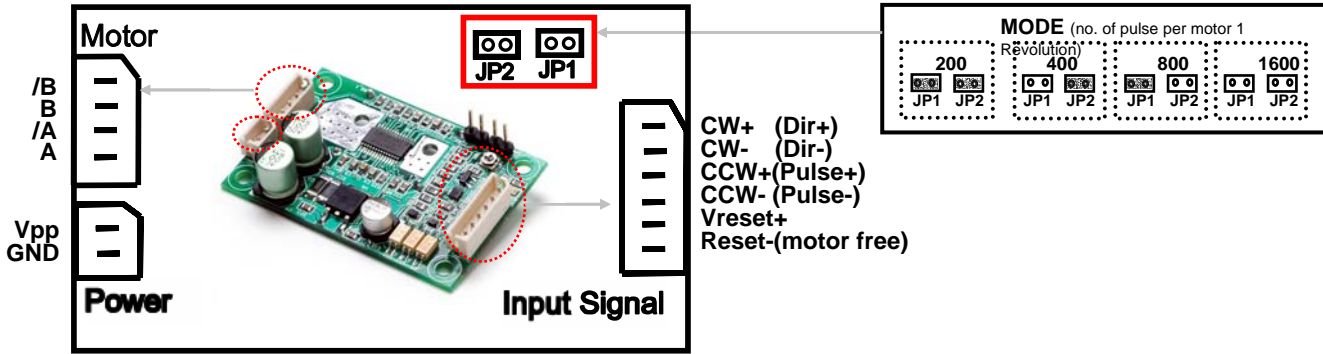 Motor
/B
B
/A
A
Vpp
GND
Power
JP2 JP1
Input Signal
CW+ (Dir+)
CW- (Dir-)
CCW+(Pulse+)
CCW- (Pulse-)
Vreset+
Reset-(motor free)
MODE (no. of pulse per motor 1
Revolution)
200 400 800 1600
JP1 JP2 JP1 JP2 JP1 JP2 JP1 JP2